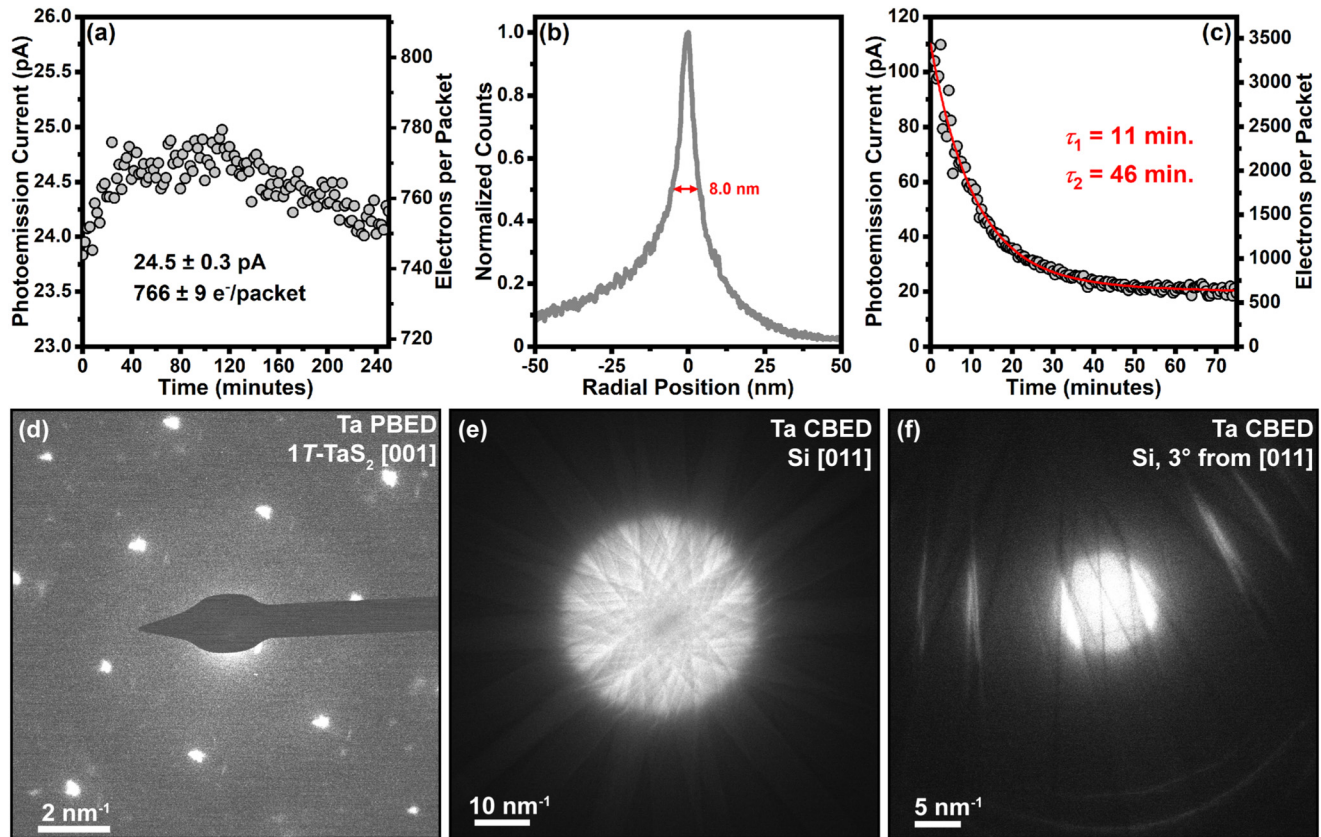 (a)
26.0
25.5
25.0
24.5
24.0
23.5
23.0
Photoemission Current (pA)
800
780
760
740
720
Electrons per Packet
24.5 ± 0.3 pA
766 ± 9 e⁻/packet
0 40 80 120 160 200 240
Time (minutes)
(b)
1.0
0.8
0.6
0.4
0.2
0
Normalized Counts
8.0 nm
-50 -25 0 25 50
Radial Position (nm)
(c)
120
100
80
60
40
20
0
Photoemission Current (pA)
3500
3000
2500
2000
1500
1000
500
0
Electrons per Packet
τ₁ = 11 min.
τ₂ = 46 min.
0 10 20 30 40 50 60 70
Time (minutes)
(d)
Ta PBED
1T-TaS₂ [001]
2 nm⁻¹
(e)
Ta CBED
Si [011]
10 nm⁻¹
(f)
Ta CBED
Si, 3° from [011]
5 nm⁻¹